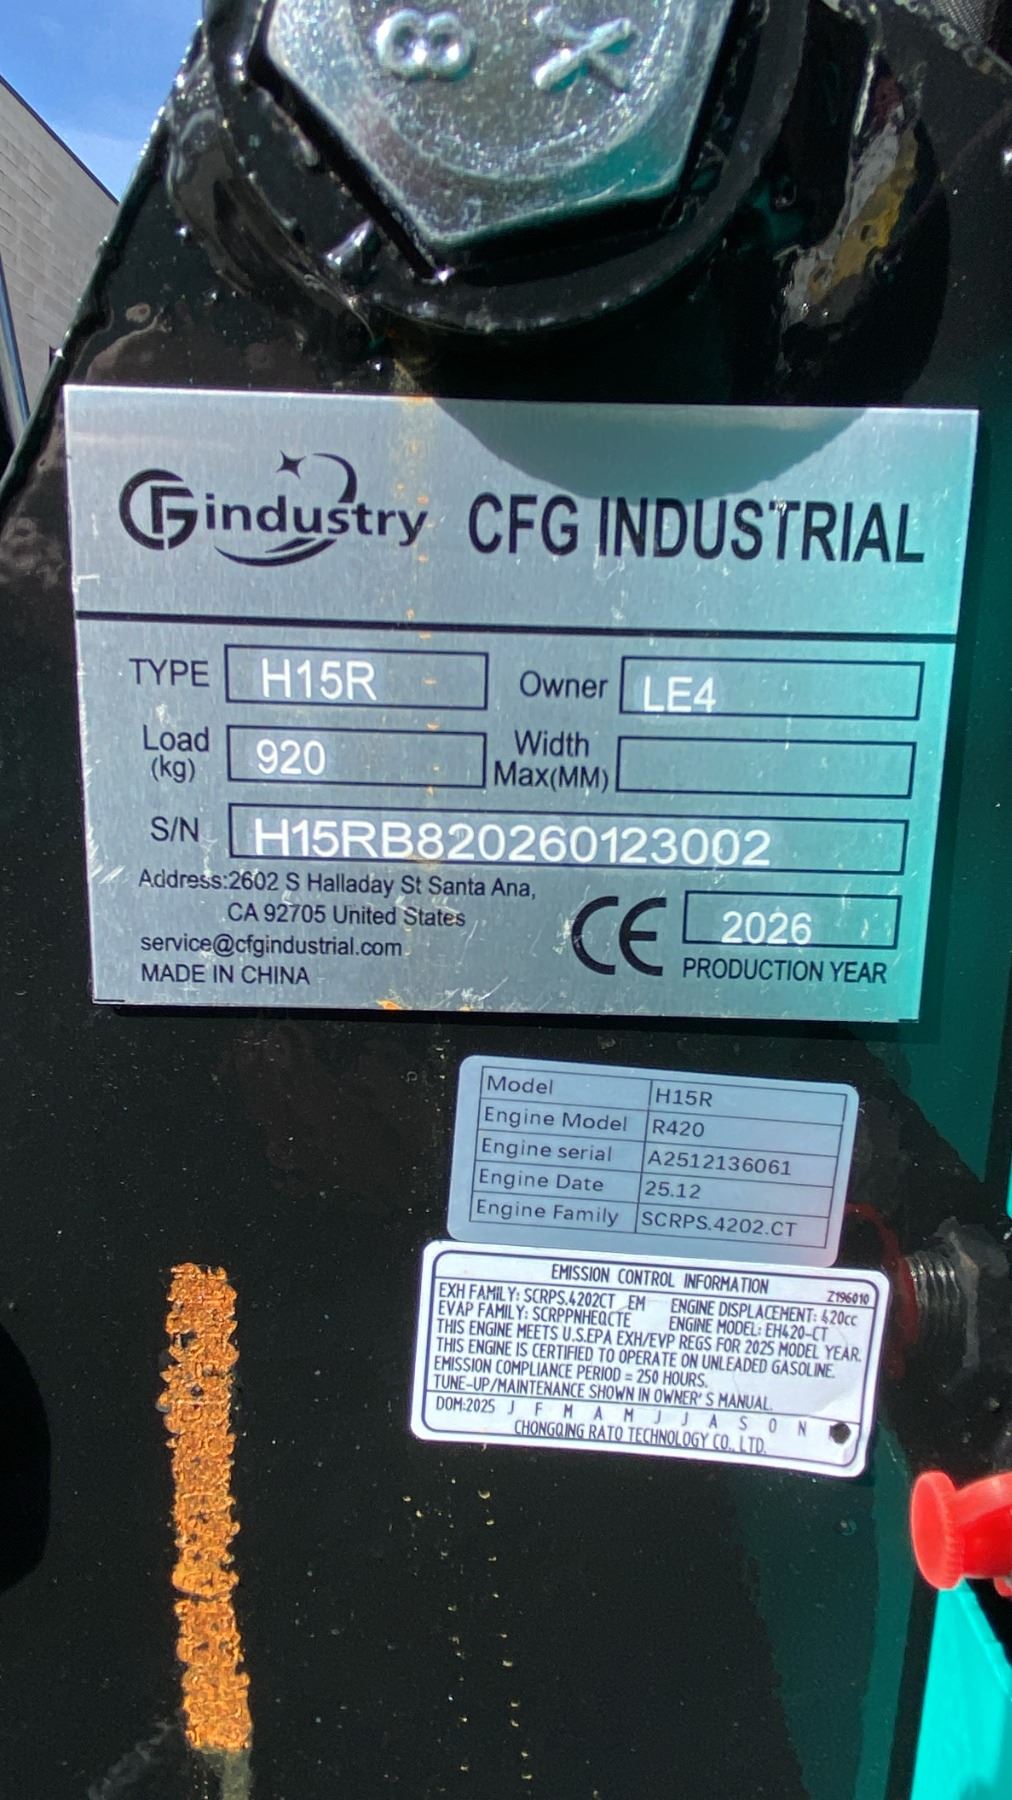 8 X
CFG industry CFG INDUSTRIAL
TYPE H15R Owner LE4
Load (kg) 920 Width Max(MM)
S/N H15RB820260123002
Address:2602 S Halladay St Santa Ana,
CA 92705 United States
service@cfgindustrial.com
MADE IN CHINA
CE 2026
PRODUCTION YEAR
Model H15R
Engine Model R420
Engine serial A2512136061
Engine Date 25.12
Engine Family SCRPS.4202.CT
EMISSION CONTROL INFORMATION
Z196010
EXH FAMILY: SCRPS.4202CT EM ENGINE DISPLACEMENT: 420cc
EVAP FAMILY: SCRPPNHEQCTE ENGINE MODEL: EH420-CT
THIS ENGINE MEETS U.S.EPA EXH/EVP REGS FOR 2025 MODEL YEAR.
THIS ENGINE IS CERTIFIED TO OPERATE ON UNLEADED GASOLINE.
EMISSION COMPLIANCE PERIOD = 250 HOURS.
TUNE-UP/MAINTENANCE SHOWN IN OWNER'S MANUAL.
DOM:2025 J F M A M J J A S O N
CHONGQING RATO TECHNOLOGY CO., LTD.